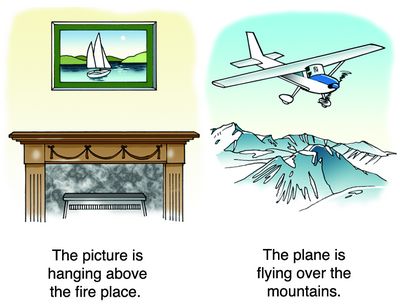 The picture is
hanging above
the fire place.
The plane is
flying over the
mountains.